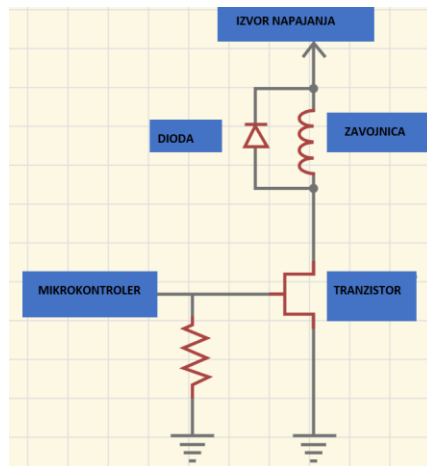 IZVOR NAPAJANJA
DIODA
ZAVOJNICA
MIKROKONTROLER
TRANZISTOR